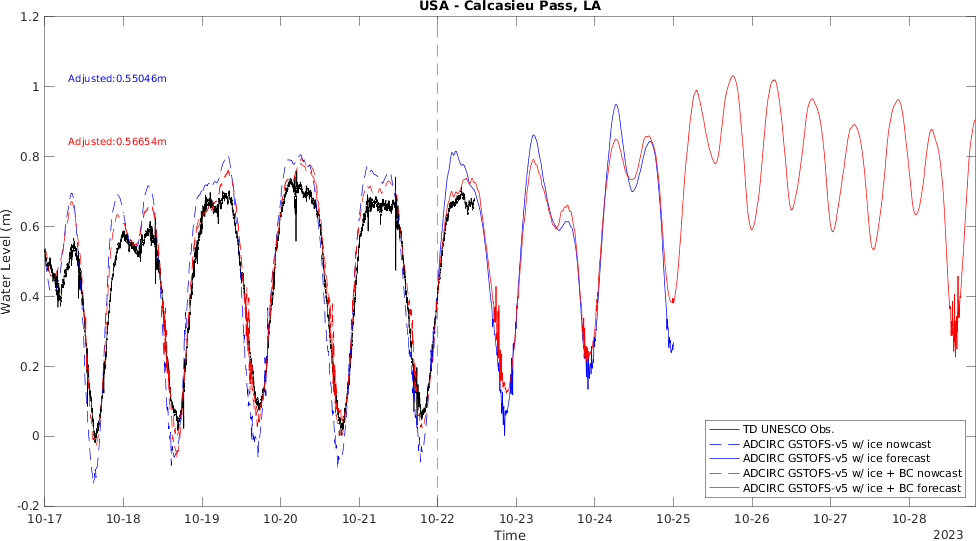 USA - Calcasieu Pass, LA
1.2
1
0.8
0.6
0.4
0.2
0
-0.2
Water Level (m)
Adjusted:0.55046m
Adjusted:0.56654m
TD UNESCO Obs.
ADCIRC GSTOFS-v5 w/ ice nowcast
ADCIRC GSTOFS-v5 w/ ice forecast
ADCIRC GSTOFS-v5 w/ ice + BC nowcast
ADCIRC GSTOFS-v5 w/ ice + BC forecast
10-17 10-18 10-19 10-20 10-21 10-22 10-23 10-24 10-25 10-26 10-27 10-28
Time
2023